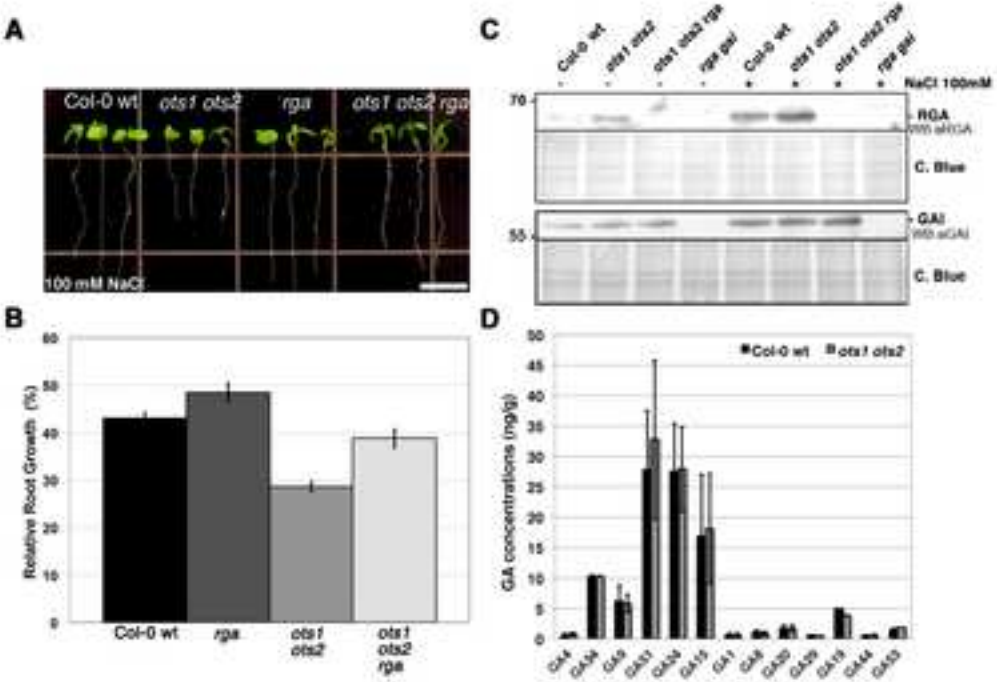 A
Col-0 wt ots1 ots2 rga ots1 ots2 rga
100 mM NaCl
B
60
50
40
30
20
10
0
Relative Root Growth (%)
Col-0 wt
rga
ots1 ots2
ots1 ots2 rga
C
Col-0 wt
ots1 ots2
ots1 ots2 rga
rga gai
Col-0 wt
ots1 ots2
ots1 ots2 rga
rga gai
- - - - + + + + NaCl 100mM
70
- RGA
WB αRGA
C. Blue
55
- GAI
WB αGAI
C. Blue
D
50
45
40
35
30
25
20
15
10
5
0
GA concentrations (ng/g)
Col-0 wt ots1 ots2
GA4
GA34
GA9
GA51
GA24
GA15
GA1
GA8
GA20
GA29
GA19
GA44
GA53